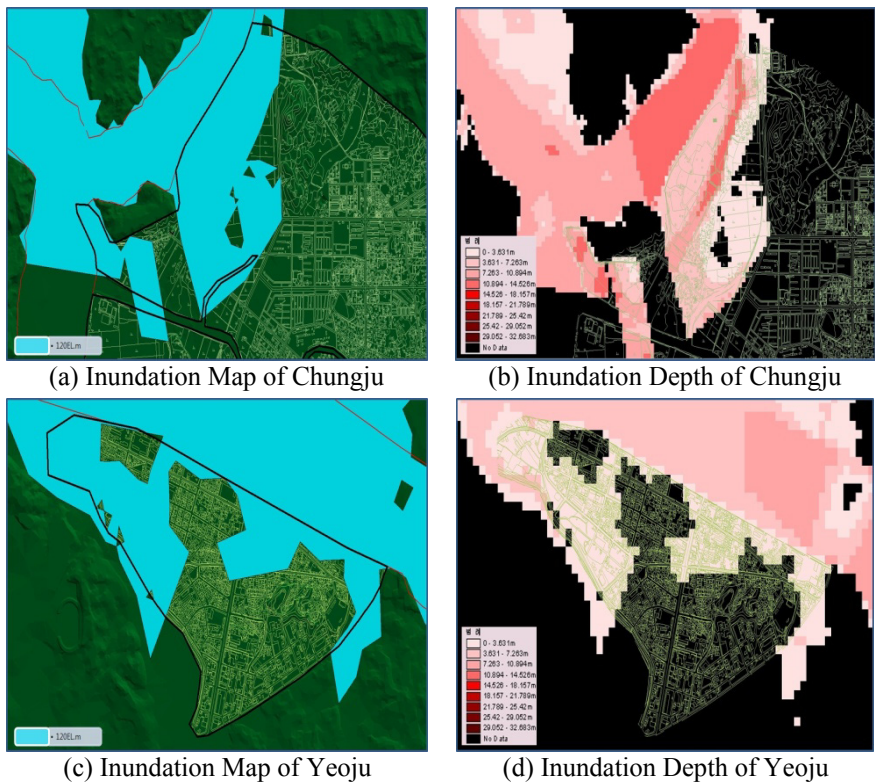 + 120EL.m
범 례
0 - 3.631m
3.631 - 7.263m
7.263 - 10.894m
10.894 - 14.526m
14.526 - 18.157m
18.157 - 21.789m
21.789 - 25.42m
25.42 - 29.052m
29.052 - 32.683m
No Data
(a) Inundation Map of Chungju
(b) Inundation Depth of Chungju
+ 120EL.m
범 례
0 - 3.631m
3.631 - 7.263m
7.263 - 10.894m
10.894 - 14.526m
14.526 - 18.157m
18.157 - 21.789m
21.789 - 25.42m
25.42 - 29.052m
29.052 - 32.683m
No Data
(c) Inundation Map of Yeoju
(d) Inundation Depth of Yeoju